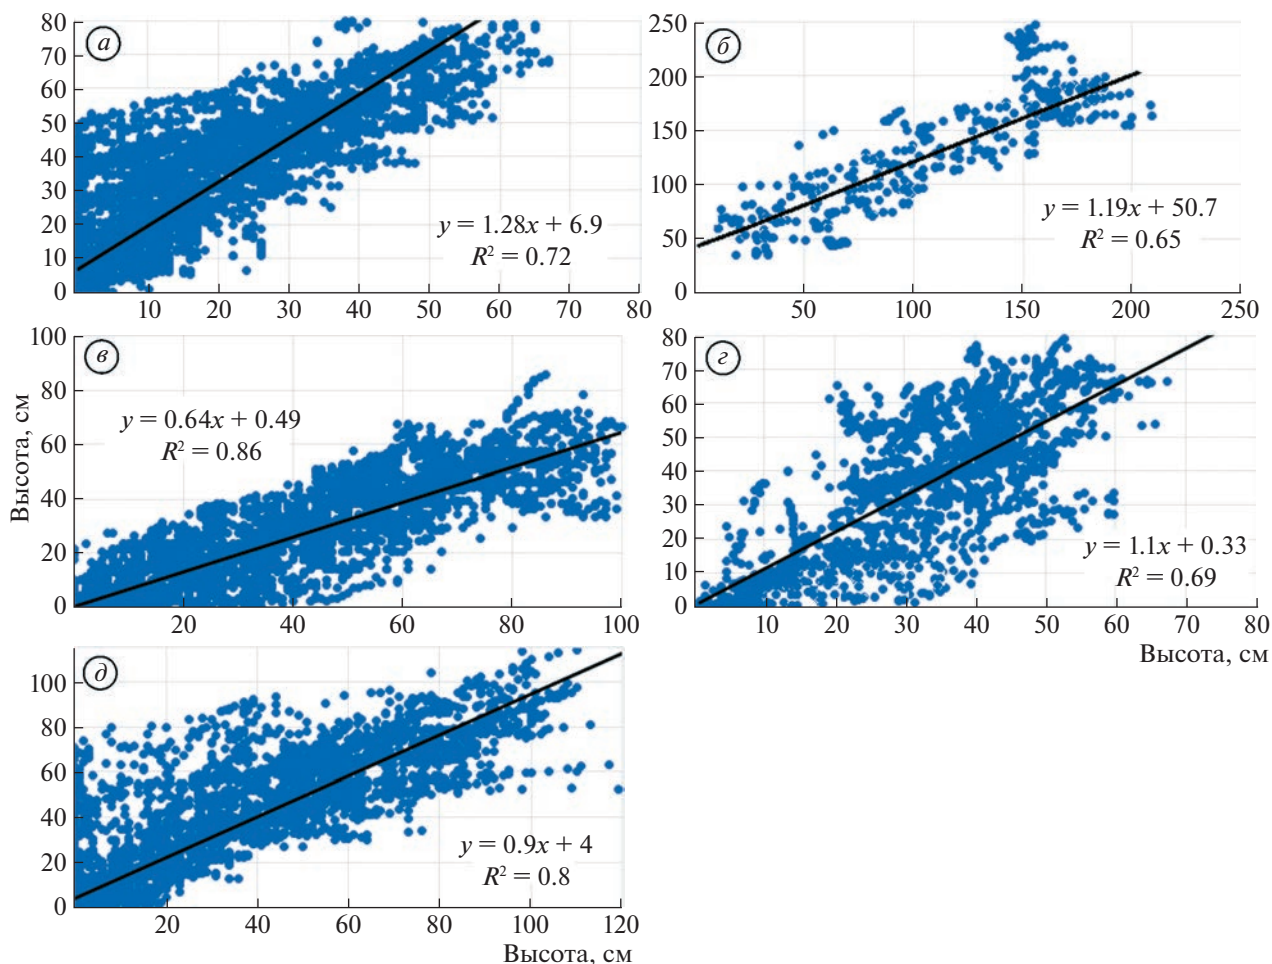 80
70
60
50
40
30
20
10
0
а
y = 1.28x + 6.9
R² = 0.72
10 20 30 40 50 60 70 80
250
200
150
100
50
0
б
y = 1.19x + 50.7
R² = 0.65
50 100 150 200 250
Высота, см
100
80
60
40
20
0
в
y = 0.64x + 0.49
R² = 0.86
20 40 60 80 100
80
70
60
50
40
30
20
10
0
г
y = 1.1x + 0.33
R² = 0.69
10 20 30 40 50 60 70 80
Высота, см
100
80
60
40
20
0
д
y = 0.9x + 4
R² = 0.8
20 40 60 80 100 120
Высота, см